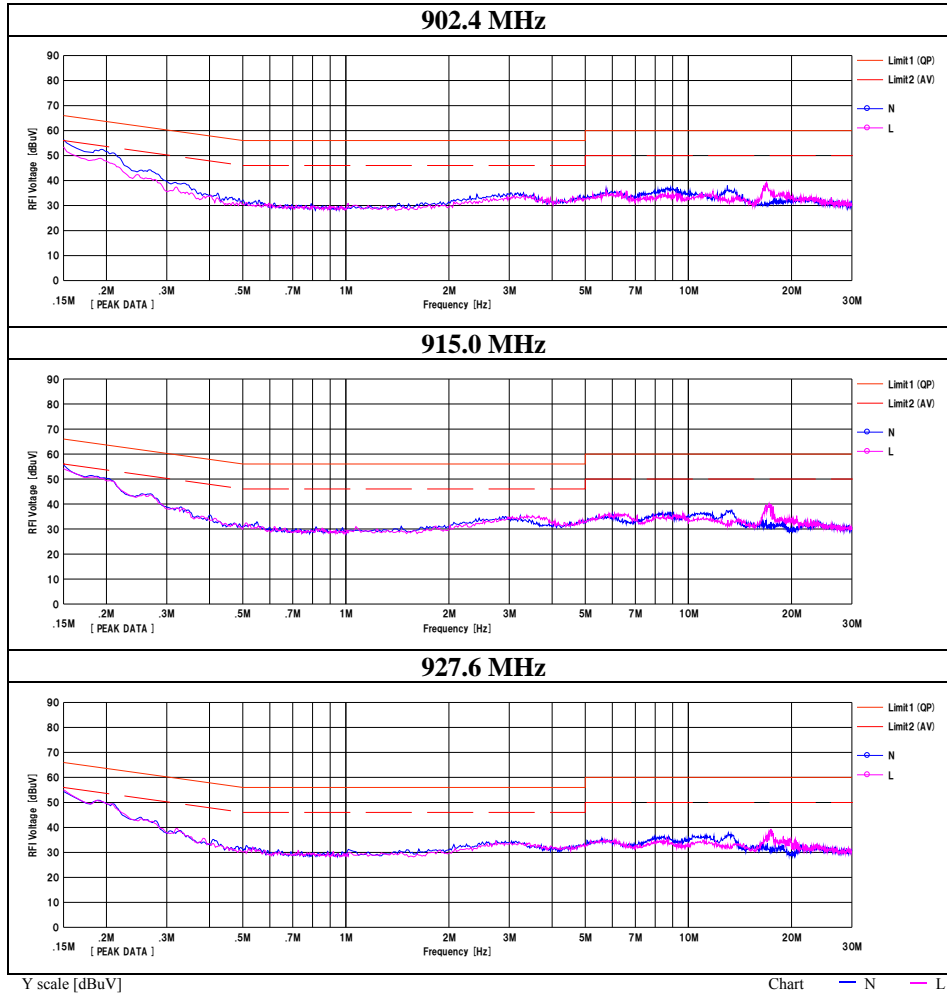 902.4 MHz
90
80
70
60
50
40
30
20
10
0
RFI Voltage [dBuV]
.15M
.2M
.3M
.5M
.7M
1M
2M
3M
5M
7M
10M
20M
30M
[ PEAK DATA ]
Frequency [Hz]
Limit1 (QP)
Limit2 (AV)
N
L
915.0 MHz
90
80
70
60
50
40
30
20
10
0
RFI Voltage [dBuV]
.15M
.2M
.3M
.5M
.7M
1M
2M
3M
5M
7M
10M
20M
30M
[ PEAK DATA ]
Frequency [Hz]
Limit1 (QP)
Limit2 (AV)
N
L
927.6 MHz
90
80
70
60
50
40
30
20
10
0
RFI Voltage [dBuV]
.15M
.2M
.3M
.5M
.7M
1M
2M
3M
5M
7M
10M
20M
30M
[ PEAK DATA ]
Frequency [Hz]
Limit1 (QP)
Limit2 (AV)
N
L
Y scale [dBuV]
Chart N L